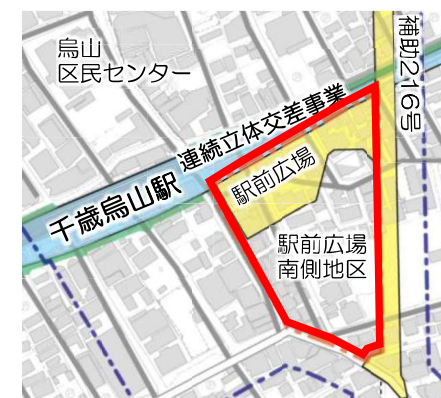 烏山
区民センター
補助216号
連続立体交差事業
千歳烏山駅
駅前広場
駅前広場
南側地区